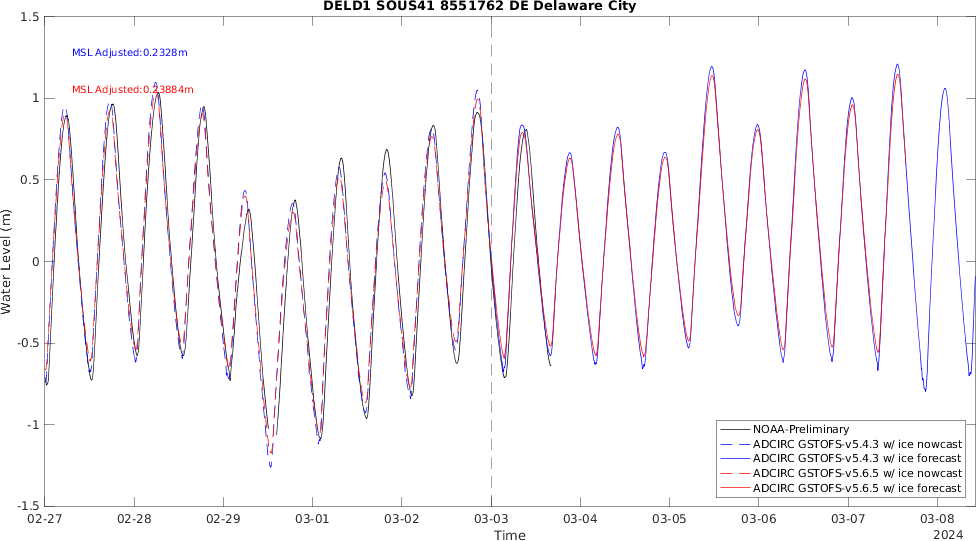 DELD1 SOUS41 8551762 DE Delaware City
MSL Adjusted:0.2328m
MSL Adjusted:0.23884m
1.5
1
0.5
0
-0.5
-1
-1.5
Water Level (m)
NOAA-Preliminary
ADCIRC GSTOFS-v5.4.3 w/ ice nowcast
ADCIRC GSTOFS-v5.4.3 w/ ice forecast
ADCIRC GSTOFS-v5.6.5 w/ ice nowcast
ADCIRC GSTOFS-v5.6.5 w/ ice forecast
02-27 02-28 02-29 03-01 03-02 03-03 03-04 03-05 03-06 03-07 03-08
Time
2024